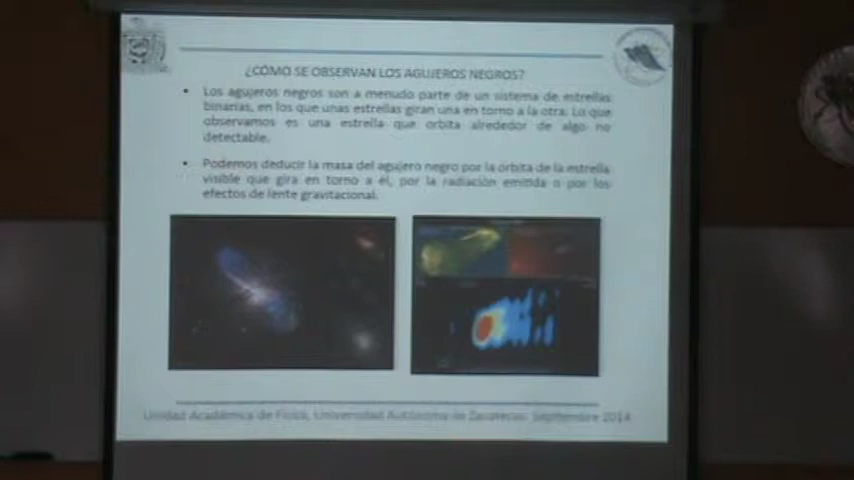 ¿CÓMO SE OBSERVAN LOS AGUJEROS NEGROS?
• Los agujeros negros son a menudo parte de un sistema de estrellas
binarias, en los que unas estrellas giran una en torno a la otra. Lo que
observamos es una estrella que orbita alrededor de algo no
detectable.
• Podemos deducir la masa del agujero negro por la órbita de la estrella
visible que gira en torno a él, por la radiación emitida o por los
efectos de lente gravitacional.
Unidad Académica de Física, Universidad Autónoma de Zacatecas. Septiembre 2014